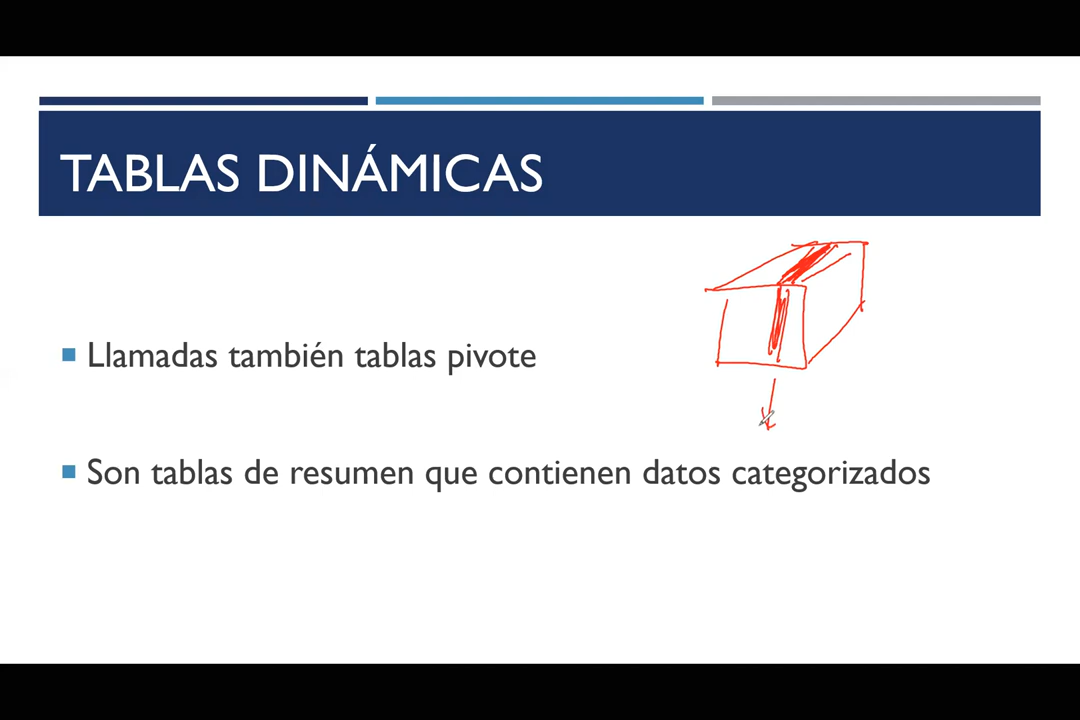 TABLAS DINÁMICAS
Llamadas también tablas pivote
Son tablas de resumen que contienen datos categorizados